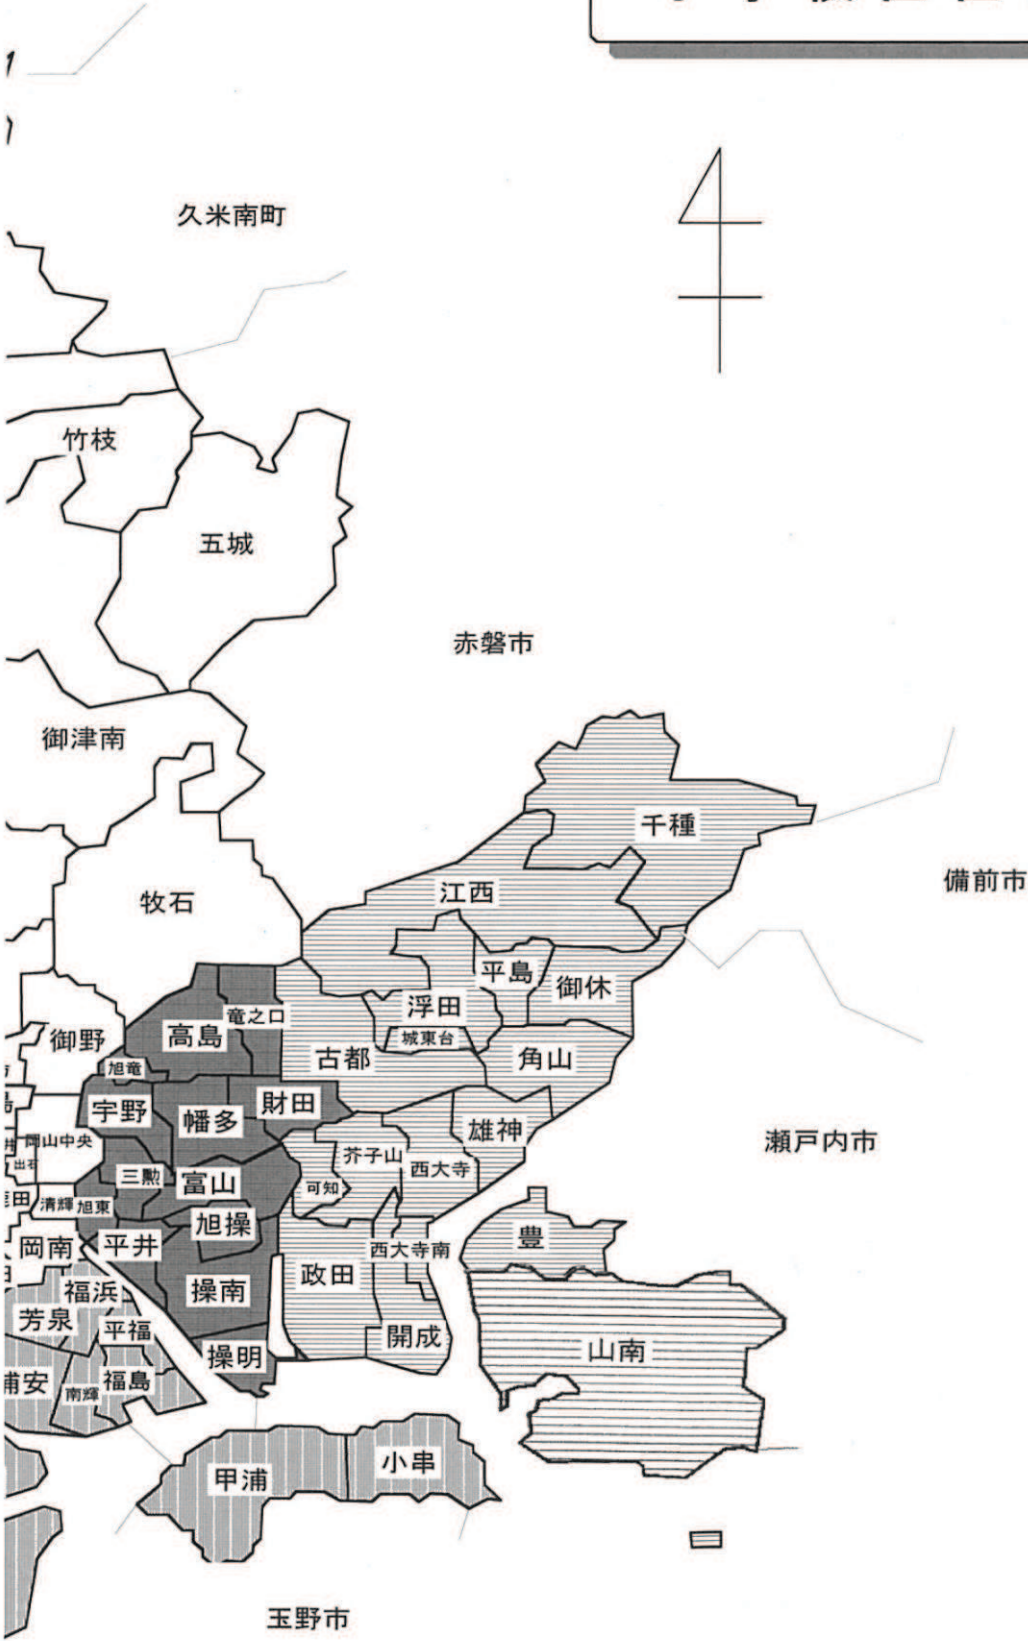 久米南町
竹枝
五城
赤磐市
御津南
千種
備前市
江西
牧石
平島
御休
浮田
竜之口
高島
御野
城東台
古都
角山
旭竜
財田
宇野
幡多
雄神
岡山中央
瀬戸内市
芥子山
西大寺
出石
三勲
富山
可知
清輝
旭東
旭操
豊
岡南
平井
西大寺南
政田
福浜
操南
芳泉
平福
開成
山南
操明
福島
南輝
小串
甲浦
玉野市